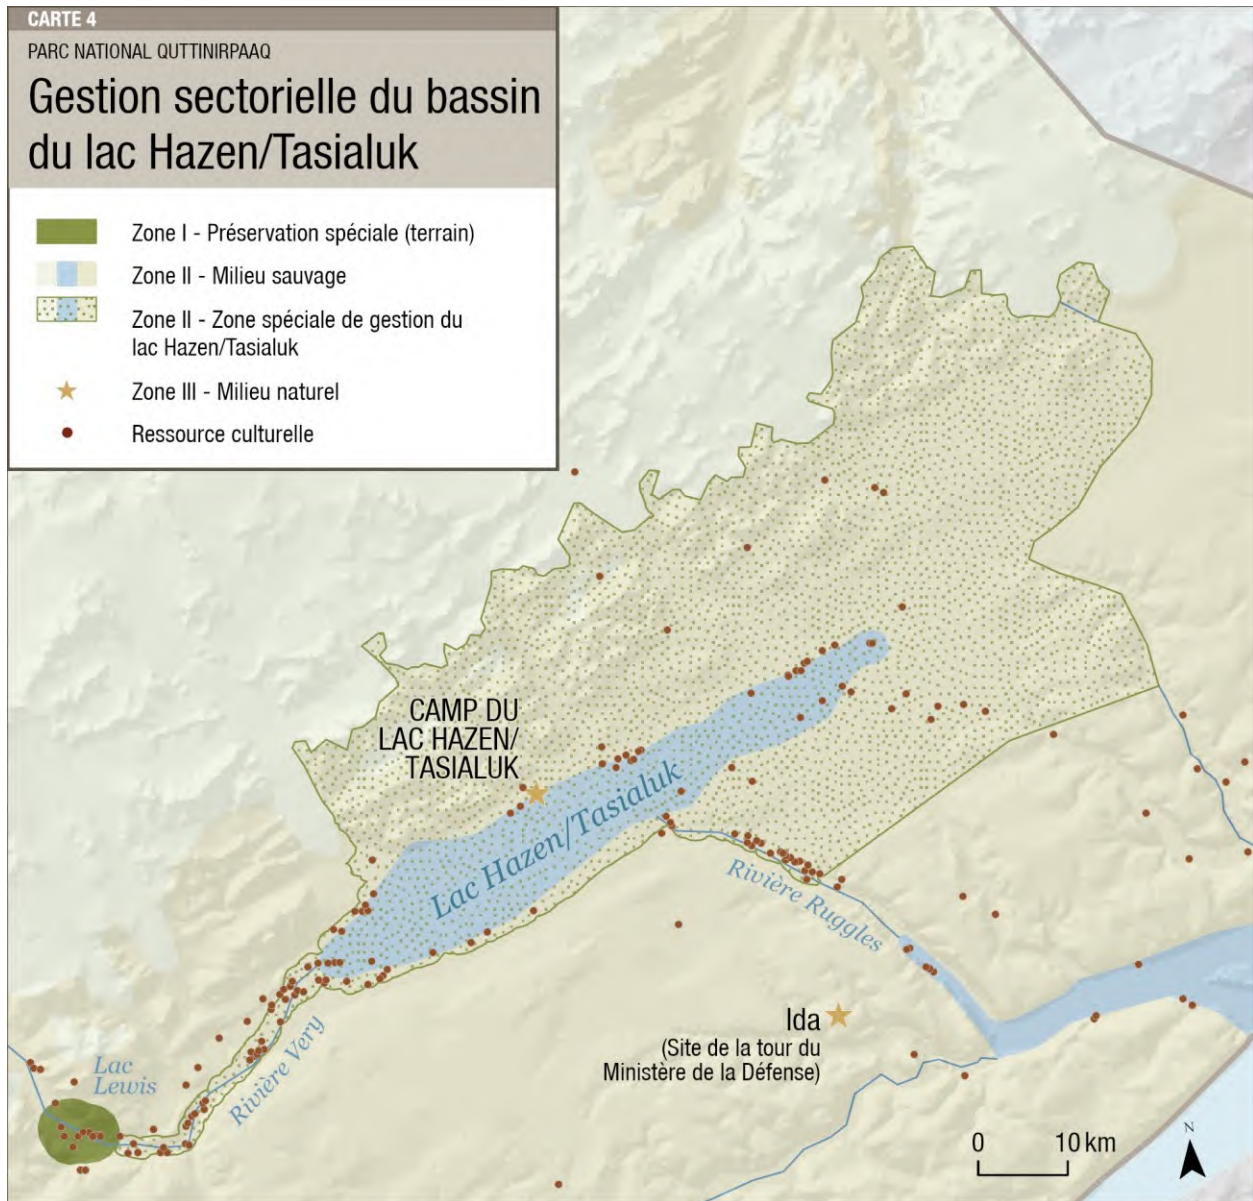 CARTE 4
PARC NATIONAL QUTTINIRPAAQ
Gestion sectorielle du bassin
du lac Hazen/Tasialuk
Zone I - Préservation spéciale (terrain)
Zone II - Milieu sauvage
Zone II - Zone spéciale de gestion du
lac Hazen/Tasialuk
Zone III - Milieu naturel
Ressource culturelle
CAMP DU
LAC HAZEN/
TASIALUK
Lac Hazen/Tasialuk
Rivière Ruggles
Ida
(Site de la tour du
Ministère de la Défense)
Lac
Lewis
Rivière Very
0 10 km
N